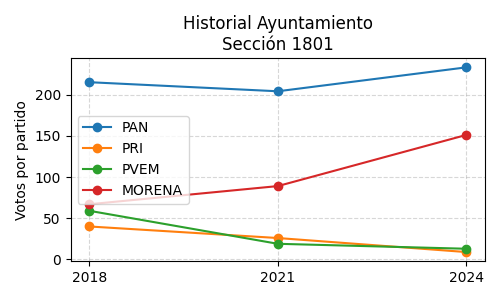 Historial Ayuntamiento
Sección 1801
Votos por partido
200
150
100
50
0
PAN
PRI
PVEM
MORENA
2018
2021
2024